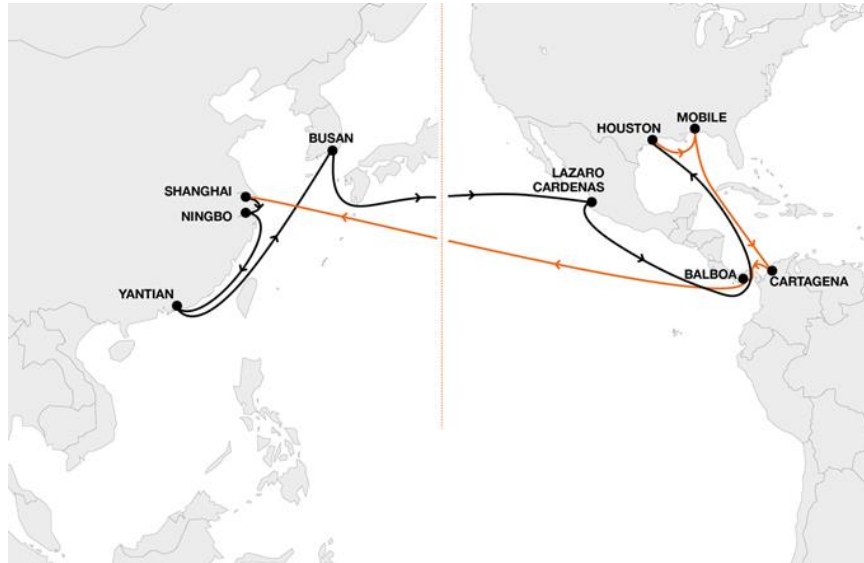 MOBILE
HOUSTON
BUSAN
LAZARO
CARDENAS
SHANGHAI
NINGBO
BALBOA
CARTAGENA
YANTIAN